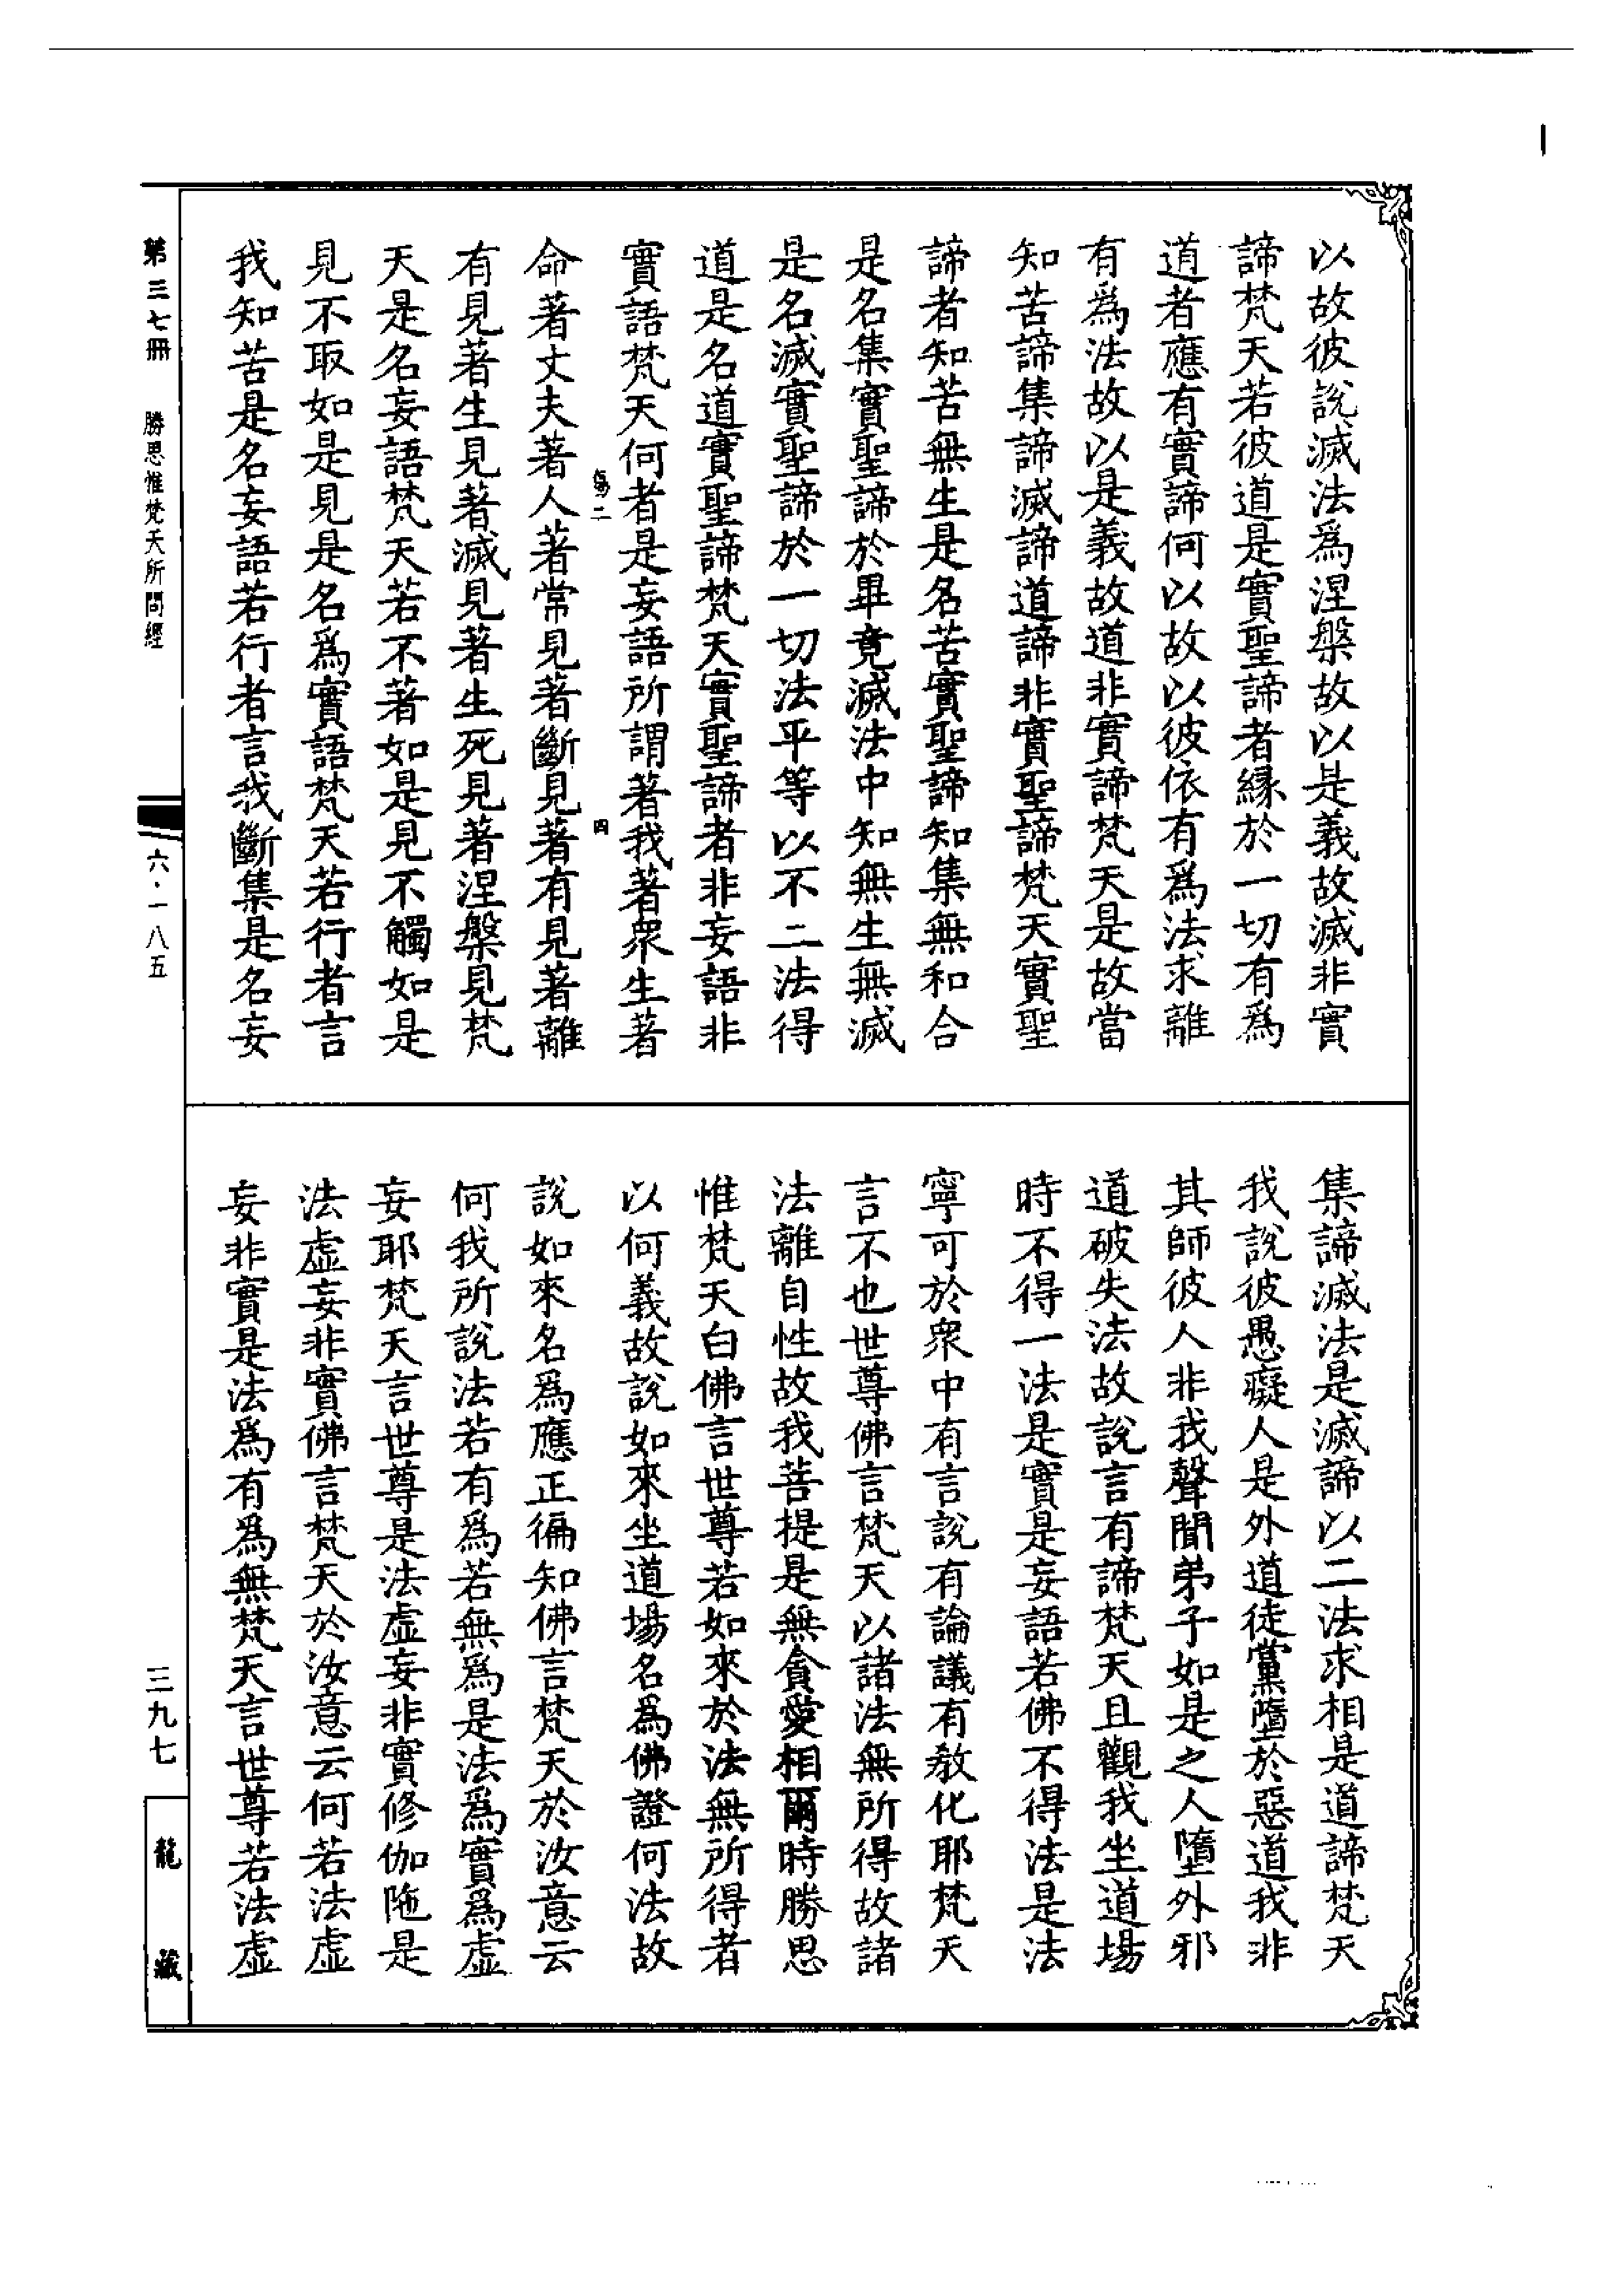 以故彼說滅法爲涅槃故以是義故滅非實
諦梵天若彼道是實聖諦者縁於一切有爲
道者應有實諦何以故以彼依有爲法求離
有爲法故以是義故道非實諦梵天是故當
知苦諦集諦滅諦道諦非實聖諦梵天實聖
諦者知苦無生是名苦實聖諦知集無和合
是名集實聖諦於畢竟滅法中知無生無滅
是名滅實聖諦於一切法平等以不二法得
道是名道實聖諦梵天實聖諦者非妄語非
實語梵天何者是妄語所謂著我著衆生著
命著丈夫著人著常見著斷見著有見著離
有見著生見著滅見著生死見著涅槃見梵
天是名妄語梵天若不著如是見不觸如是
見不取如是見是名爲實語梵天若行者言
我知苦是名妄語若行者言我斷集是名妄
集諦滅法是滅諦以二法求相是道諦梵天
我說彼愚癡人是外道徒黨墮於惡道我非
其師彼人非我聲聞弟子如是之人墮外邪
道破失法故說言有諦梵天且觀我坐道場
時不得一法是實是妄語若佛不得法是法
寧可於衆中有言說有論議有教化耶梵天
言不也世尊佛言梵天以諸法無所得故諸
法離自性故我菩提是無貪愛相爾時勝思
惟梵天白佛言世尊若如來於法無所得者
以何義故說如來坐道場名爲佛證何法故
說如來名爲應正徧知佛言梵天於汝意云
何我所說法若有爲若無爲是法爲實爲虛
妄耶梵天言世尊是法虛妄非實修伽陁是
法虛妄非實佛言梵天於汝意云何若法虛
妄非實是法爲有爲無梵天言世尊若法虛
第三七冊　勝思惟梵天所問經
六·一八五
三九七
龍藏
二
四